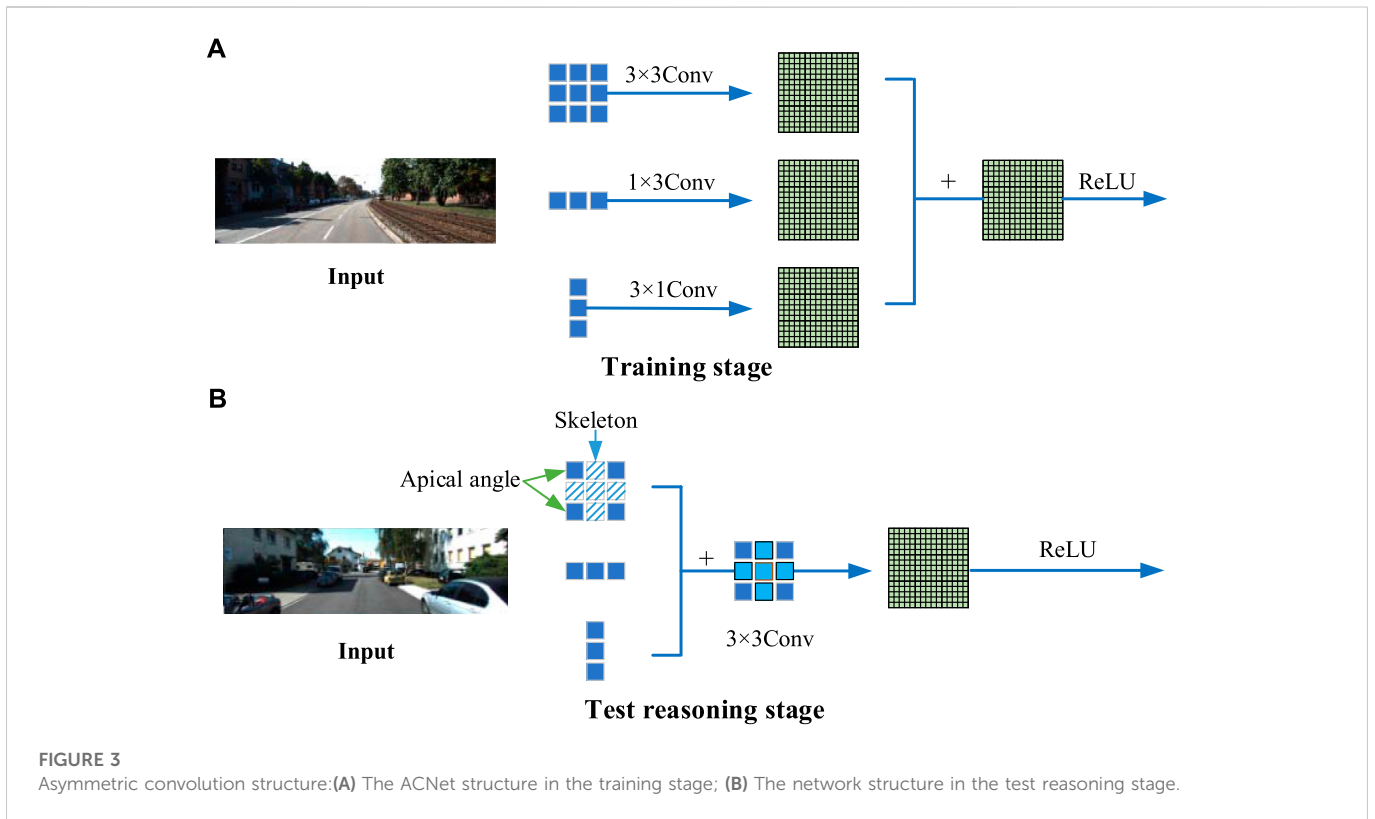 A
3×3Conv
1×3Conv
+
ReLU
Input
3×1Conv
Training stage
B
Skeleton
Apical angle
+
ReLU
3×3Conv
Input
Test reasoning stage
FIGURE 3
Asymmetric convolution structure:(A) The ACNet structure in the training stage; (B) The network structure in the test reasoning stage.